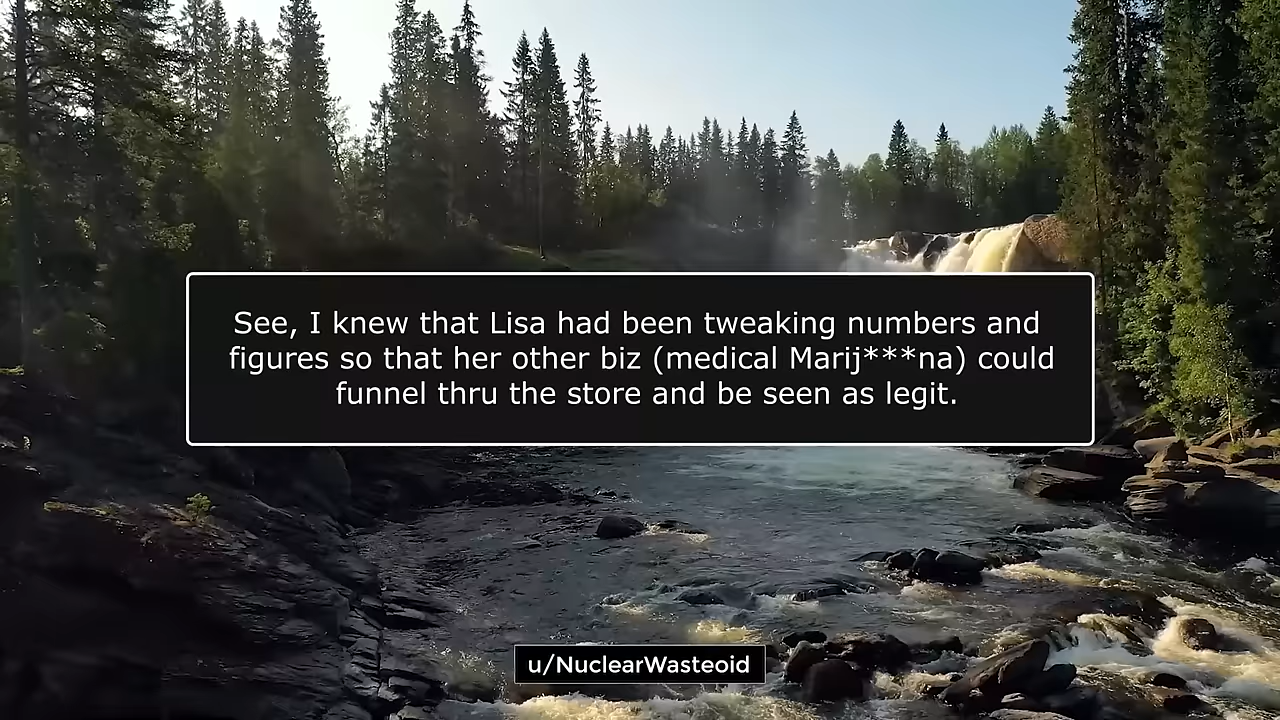 See, I knew that Lisa had been tweaking numbers and
figures so that her other biz (medical Marij***na) could
funnel thru the store and be seen as legit.
u/NuclearWasteoid